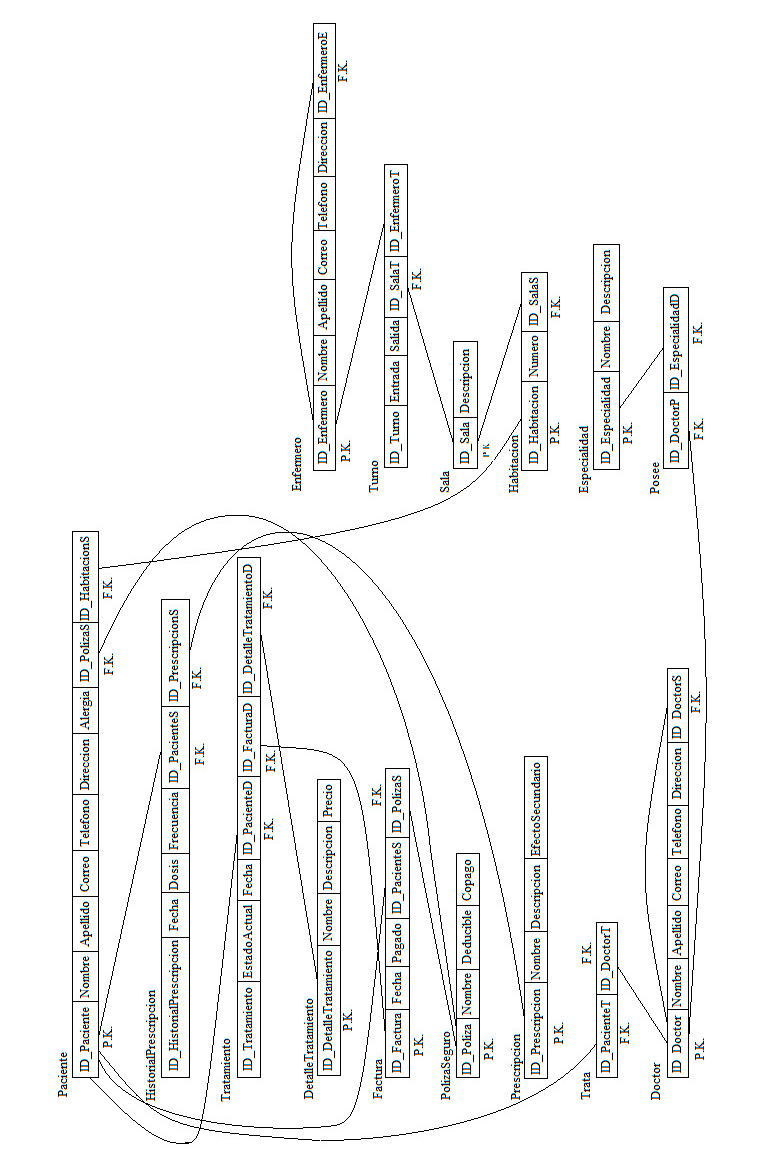 Paciente
ID_Paciente Nombre Apellido Correo Telefono Direccion Alergia ID_PolizaS ID_HabitacionS
P.K. F.K. F.K.
HistorialPrescripcion
ID_HistorialPrescripcion Fecha Dosis Frecuencia ID_PacienteS ID_PrescripcionS
F.K. F.K.
Tratamiento
ID_Tratamiento EstadoActual Fecha ID_PacienteD ID_FacturaD ID_DetalleTratamientoD
F.K. F.K. F.K.
DetalleTratamiento
ID_DetalleTratamiento Nombre Descripcion Precio
P.K.
Factura F.K.
ID_Factura Fecha Pagado ID_PacienteS ID_PolizaS
P.K.
PolizaSeguro
ID_Poliza Nombre Deducible Copago
P.K.
Prescripcion
ID_Prescripcion Nombre Descripcion EfectoSecundario
P.K.
Trata F.K.
ID_PacienteT ID_DoctorT
F.K.
Doctor
ID_Doctor Nombre Apellido Correo Telefono Direccion ID_DoctorS
P.K. F.K.
Enfermero
ID_Enfermero Nombre Apellido Correo Telefono Direccion ID_EnfermeroE
P.K. F.K.
Turno
ID_Turno Entrada Salida ID_SalaT ID_EnfermeroT
F.K.
Sala
ID_Sala Descripcion
P.K.
Habitacion
ID_Habitacion Numero ID_SalaS
P.K. F.K.
Especialidad
ID_Especialidad Nombre Descripcion
P.K.
Posee
ID_DoctorP ID_EspecialidadD
F.K. F.K.